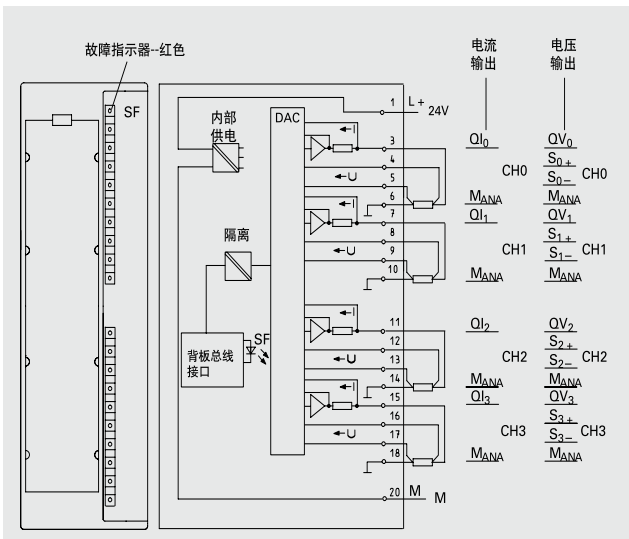 故障指示器--红色
SF
内部
供电
隔离
背板总线
接口
SF
DAC
I
U
I
U
I
U
I
U
1
L+
24V
3
4
5
6
7
8
9
10
11
12
13
14
15
16
17
18
20
M
M
电流
输出
QI0
CH0
MANA
QI1
CH1
MANA
QI2
CH2
MANA
QI3
CH3
MANA
电压
输出
QV0
S0+
S0–
CH0
MANA
QV1
S1+
S1–
CH1
MANA
QV2
S2+
S2–
CH2
MANA
QV3
S3+
S3–
CH3
MANA